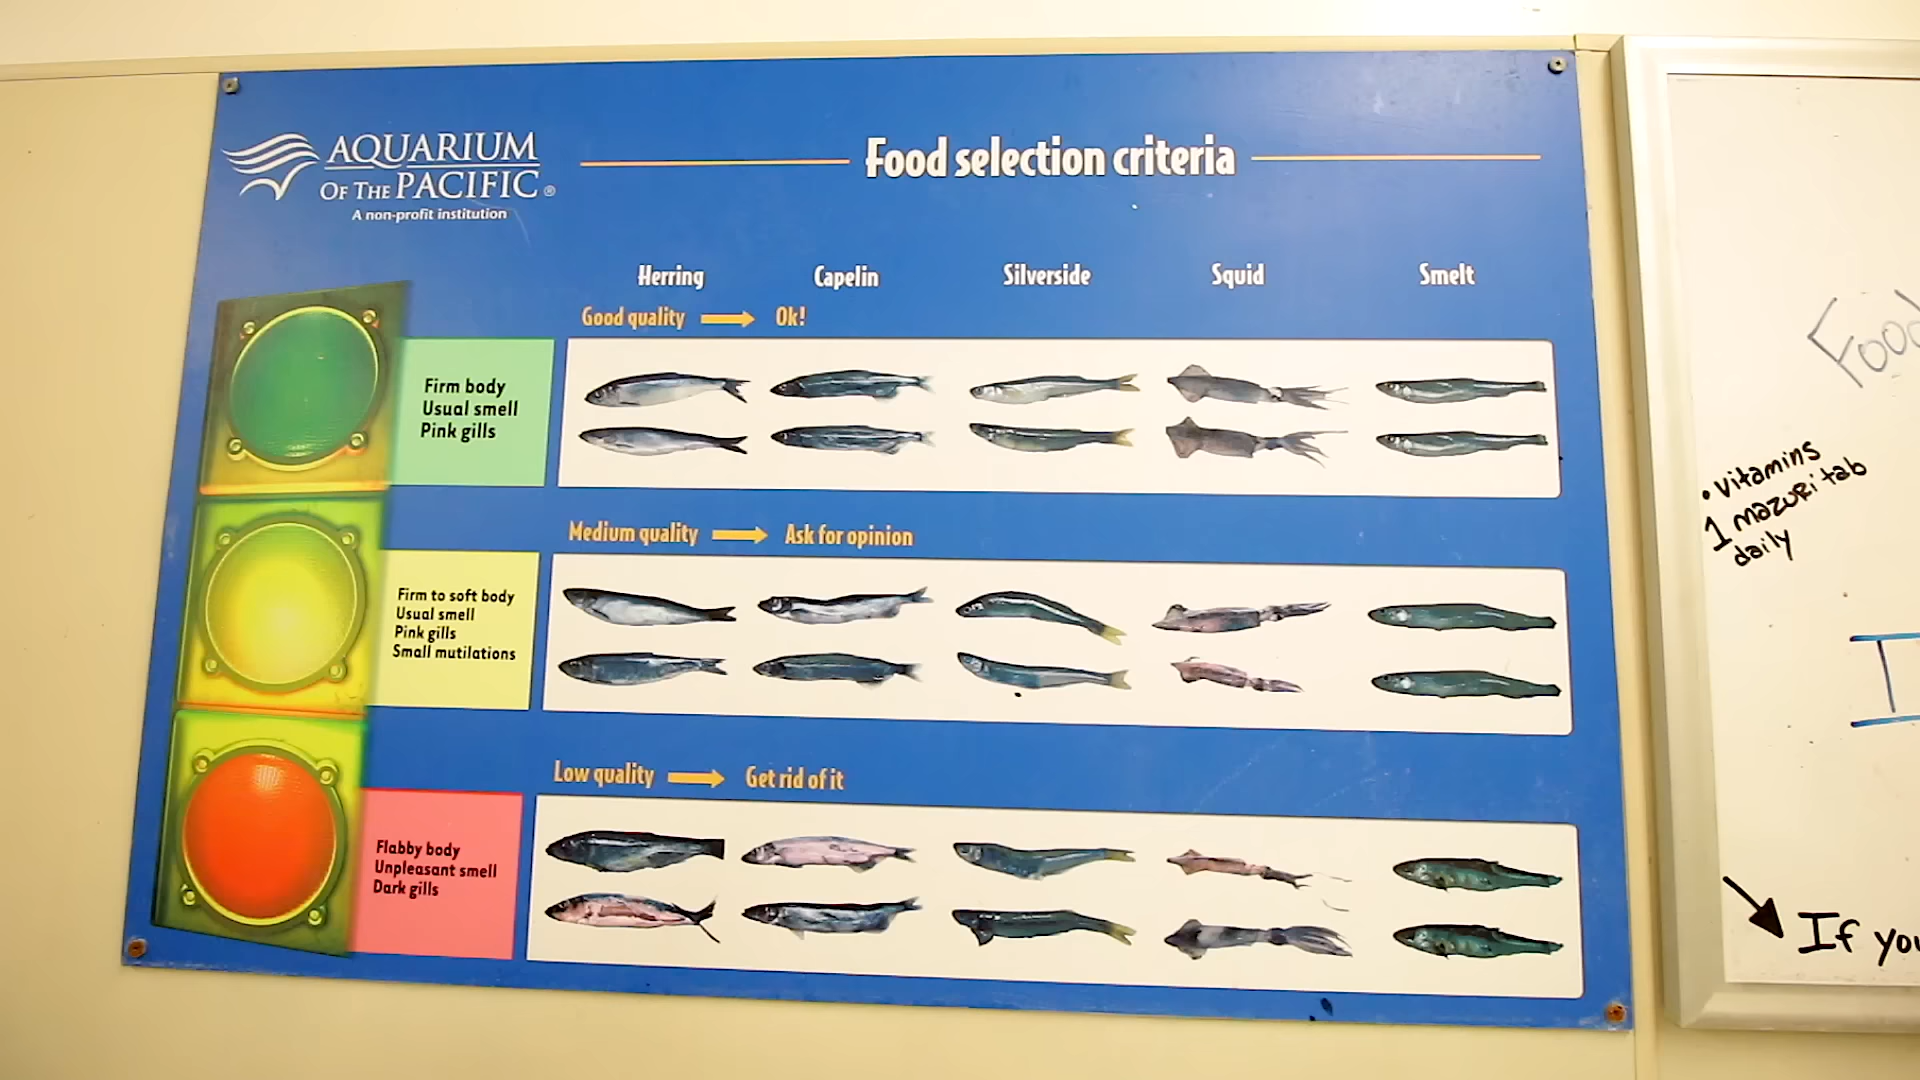 AQUARIUM
OF THE PACIFIC®
A non-profit institution
Food selection criteria
Herring Capelin Silverside Squid Smelt
Good quality → Ok!
Firm body
Usual smell
Pink gills
Medium quality → Ask for opinion
Firm to soft body
Usual smell
Pink gills
Small mutilations
Low quality → Get rid of it
Flabby body
Unpleasant smell
Dark gills
Food
• Vitamins
1 mazuri tab
daily
→ If you